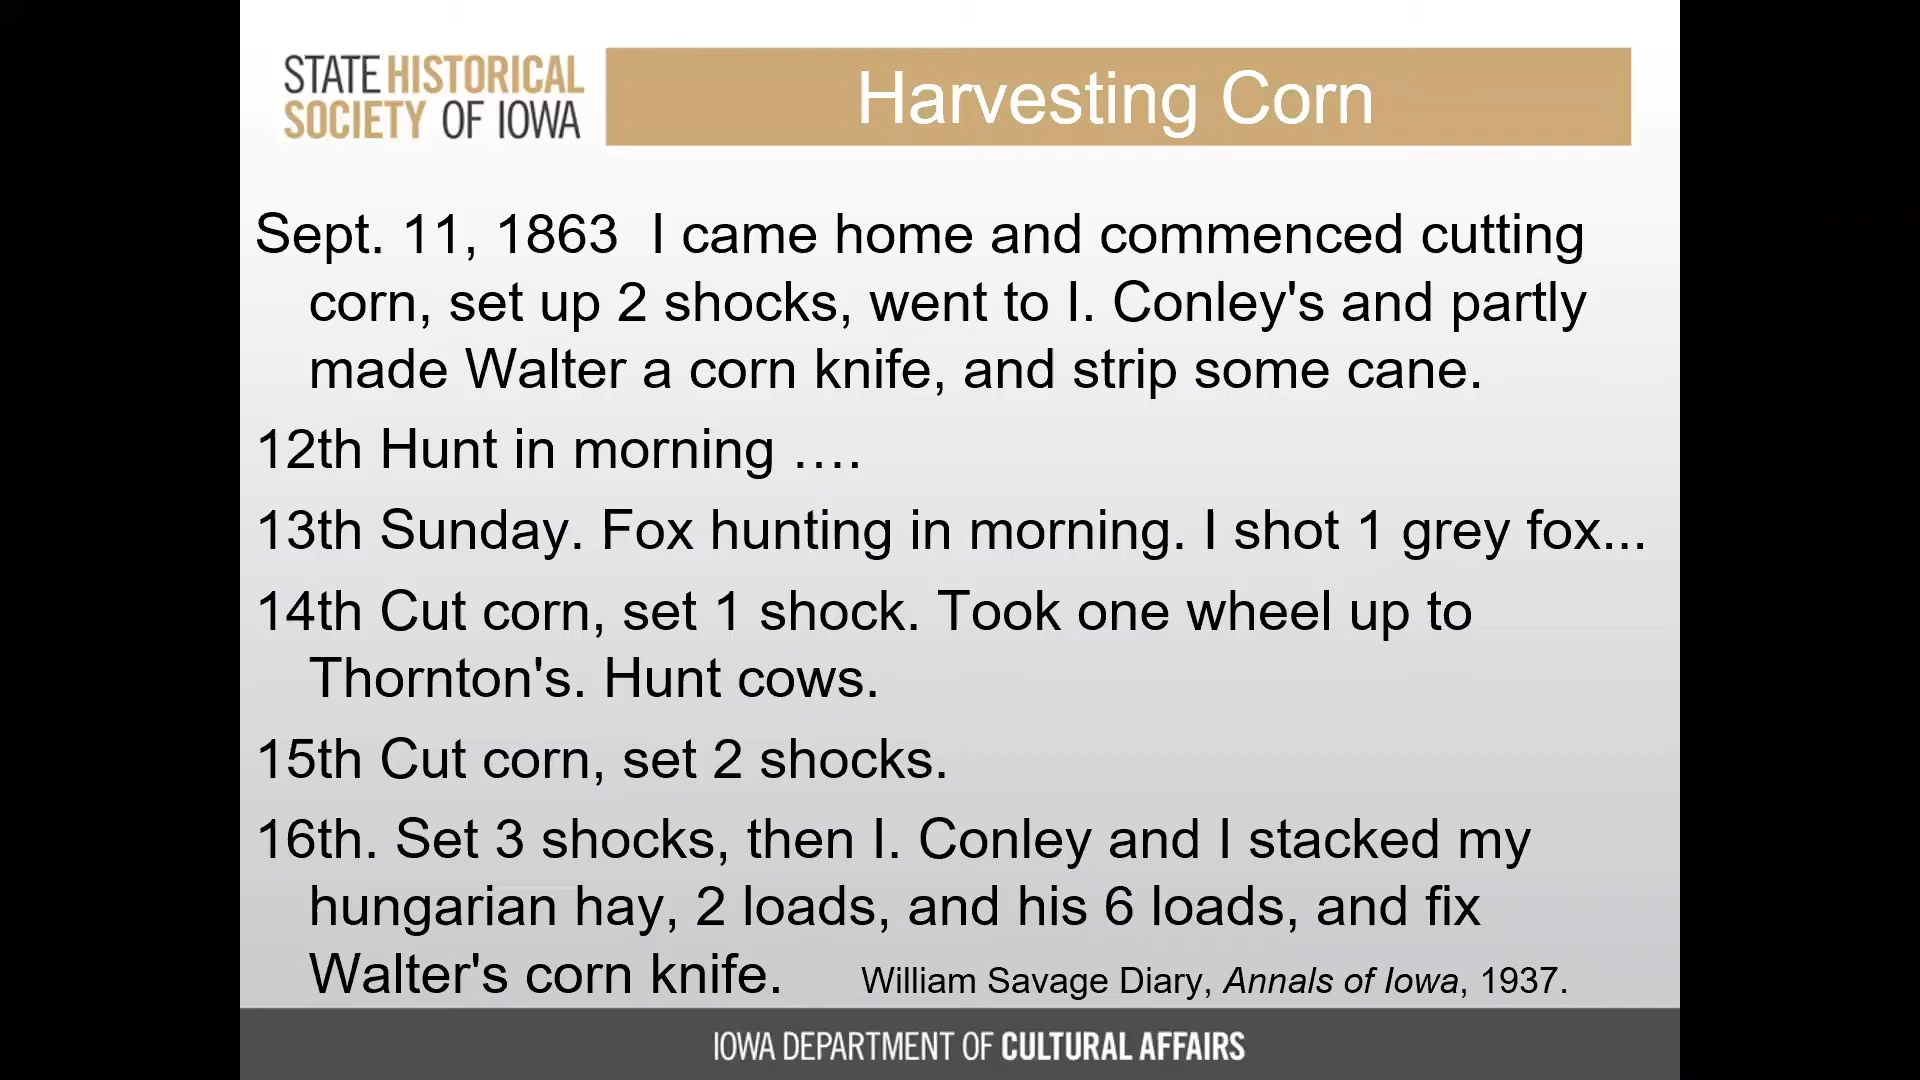 STATE HISTORICAL
SOCIETY OF IOWA
Harvesting Corn
Sept. 11, 1863  I came home and commenced cutting
corn, set up 2 shocks, went to I. Conley's and partly
made Walter a corn knife, and strip some cane.
12th Hunt in morning ….
13th Sunday. Fox hunting in morning. I shot 1 grey fox...
14th Cut corn, set 1 shock. Took one wheel up to
Thornton's. Hunt cows.
15th Cut corn, set 2 shocks.
16th. Set 3 shocks, then I. Conley and I stacked my
hungarian hay, 2 loads, and his 6 loads, and fix
Walter's corn knife. William Savage Diary, Annals of Iowa, 1937.
IOWA DEPARTMENT OF CULTURAL AFFAIRS